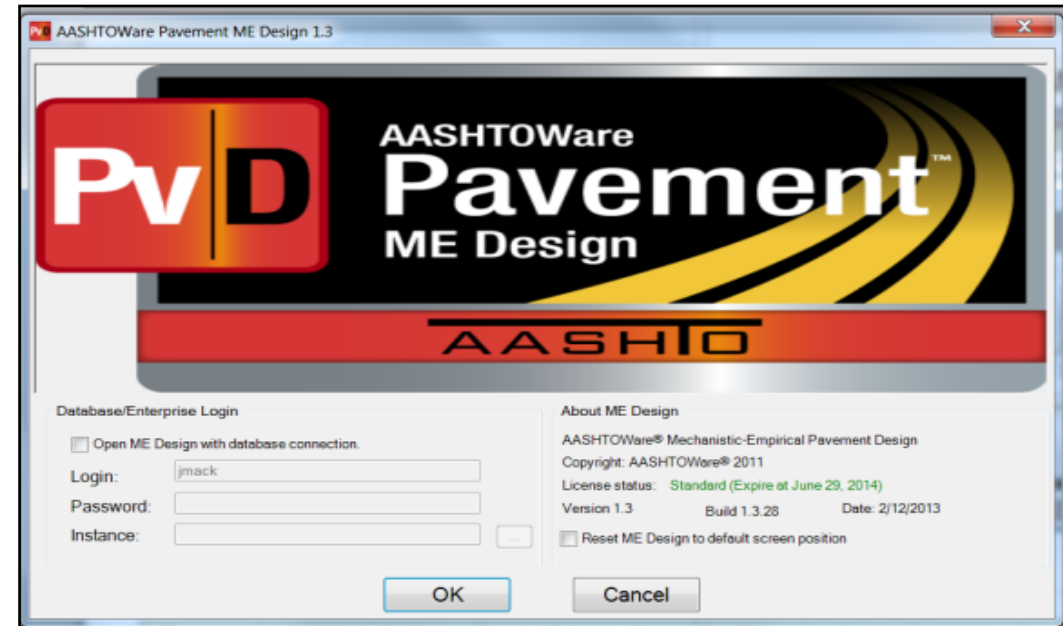 PvD AASHTOWare Pavement ME Design 1.3
PvD
AASHTOWare
Pavement™
ME Design
AASHTO
Database/Enterprise Login
Open ME Design with database connection.
Login: jmack
Password:
Instance: ...
About ME Design
AASHTOWare® Mechanistic-Empirical Pavement Design
Copyright: AASHTOWare® 2011
License status: Standard (Expire at June 29, 2014)
Version 1.3 Build 1.3.28 Date: 2/12/2013
Reset ME Design to default screen position
OK Cancel